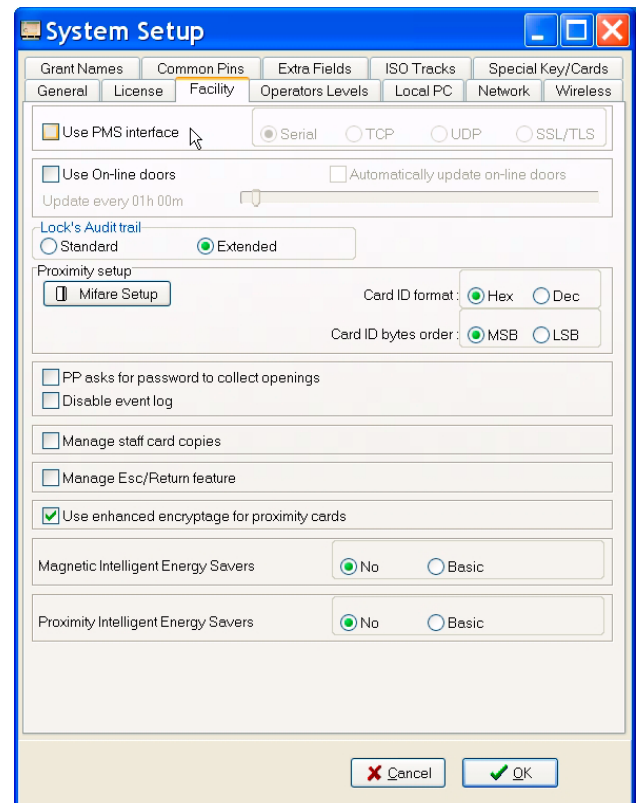 System Setup
Grant Names Common Pins Extra Fields ISO Tracks Special Key/Cards
General License Facility Operators Levels Local PC Network Wireless
Use PMS interface Serial TCP UDP SSL/TLS
Use On-line doors Automatically update on-line doors
Update every 01h 00m
Lock's Audit trail
Standard Extended
Proximity setup
Mifare Setup Card ID format : Hex Dec
Card ID bytes order : MSB LSB
PP asks for password to collect openings
Disable event log
Manage staff card copies
Manage Esc/Return feature
Use enhanced encryptage for proximity cards
Magnetic Intelligent Energy Savers No Basic
Proximity Intelligent Energy Savers No Basic
Cancel OK